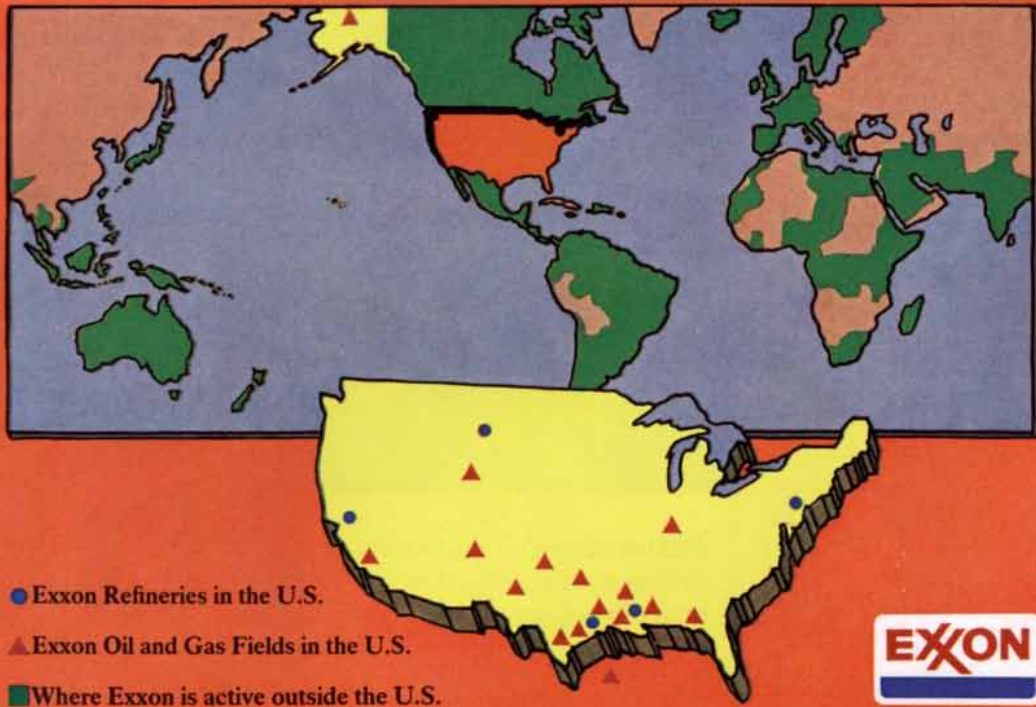 Exxon Refineries in the U.S.
Exxon Oil and Gas Fields in the U.S.
Where Exxon is active outside the U.S.
EXXON